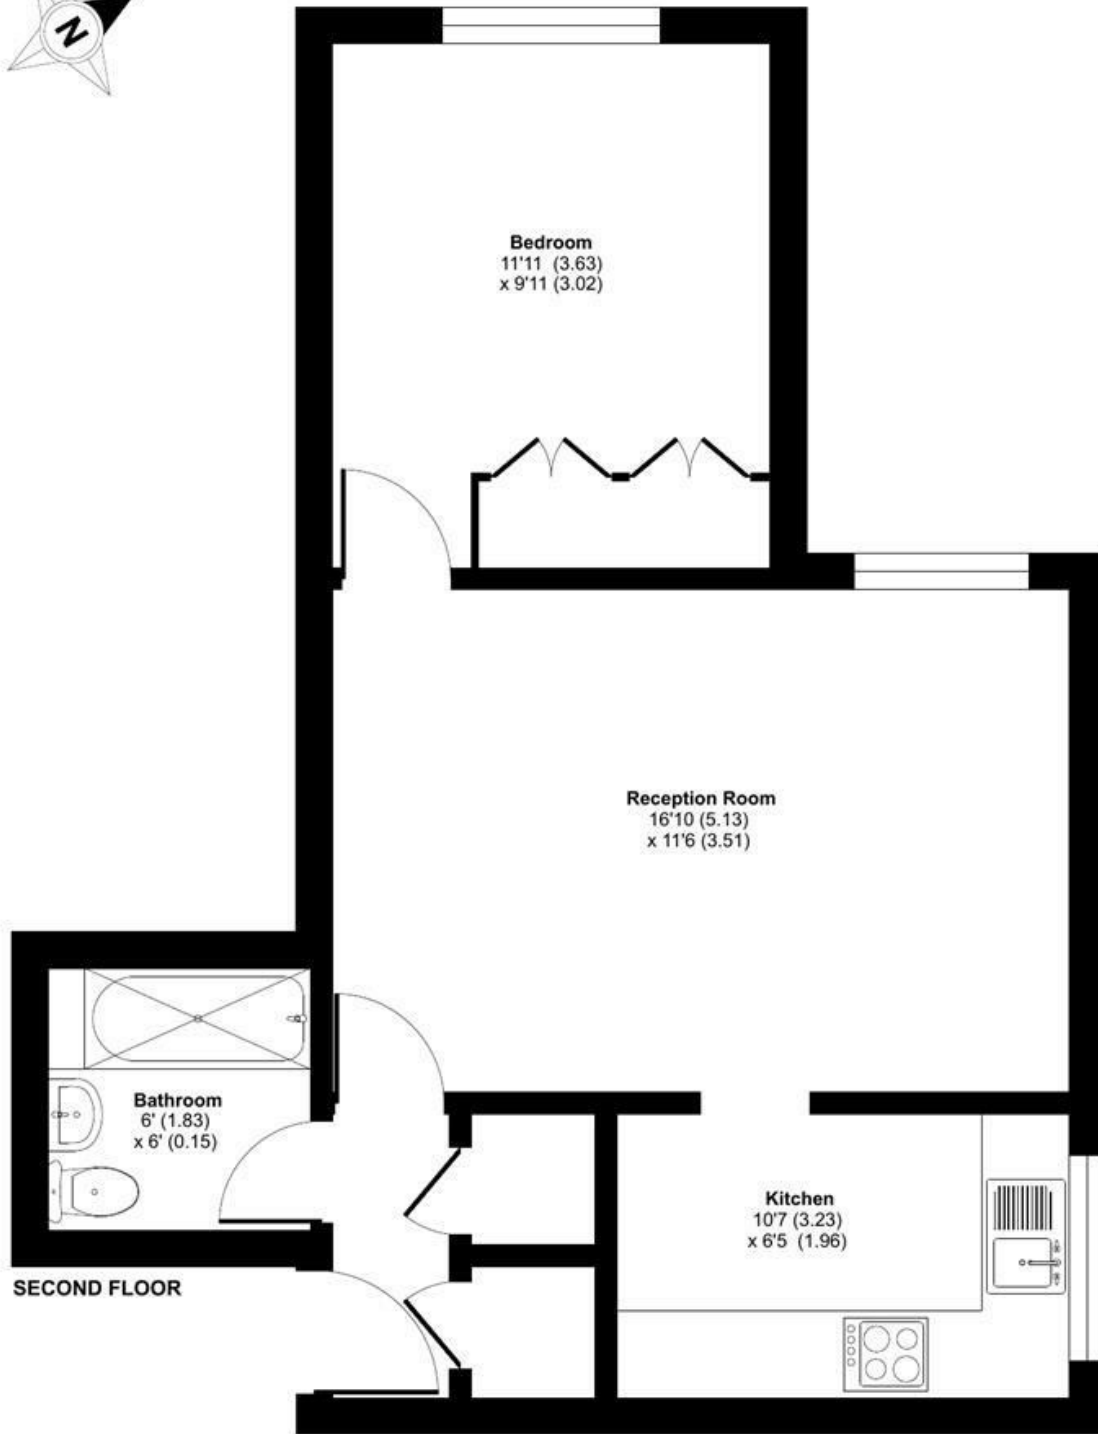 N
Bedroom
11'11 (3.63)
x 9'11 (3.02)
Reception Room
16'10 (5.13)
x 11'6 (3.51)
Bathroom
6' (1.83)
x 6' (0.15)
Kitchen
10'7 (3.23)
x 6'5 (1.96)
SECOND FLOOR